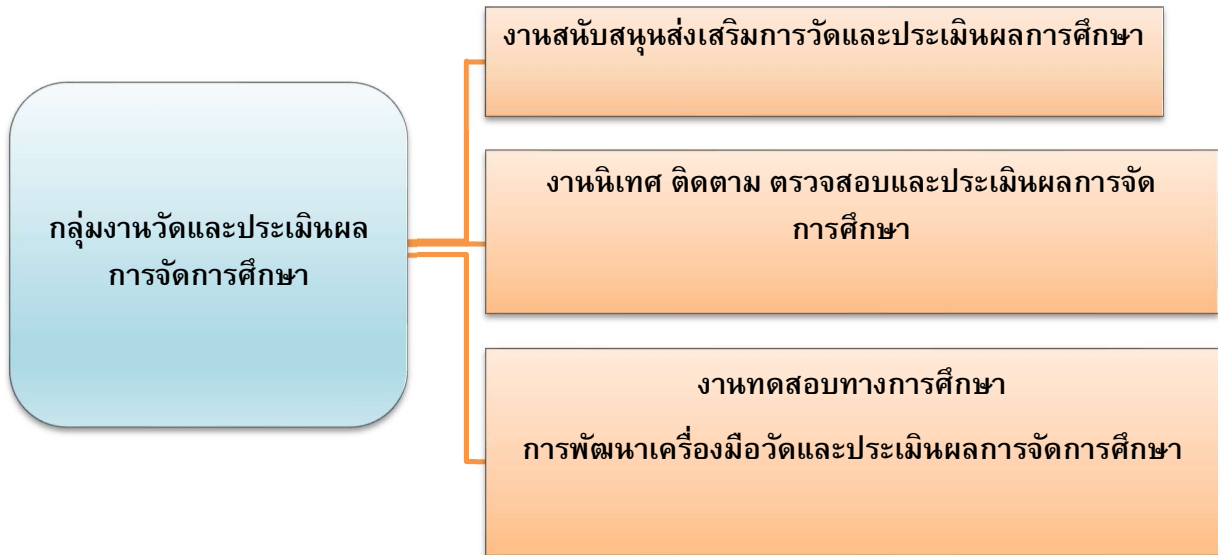 งานสนับสนุนส่งเสริมการวัดและประเมินผลการศึกษา
งานนิเทศ ติดตาม ตรวจสอบและประเมินผลการจัด
การศึกษา
กลุ่มงานวัดและประเมินผล
การจัดการศึกษา
งานทดสอบทางการศึกษา
การพัฒนาเครื่องมือวัดและประเมินผลการจัดการศึกษา